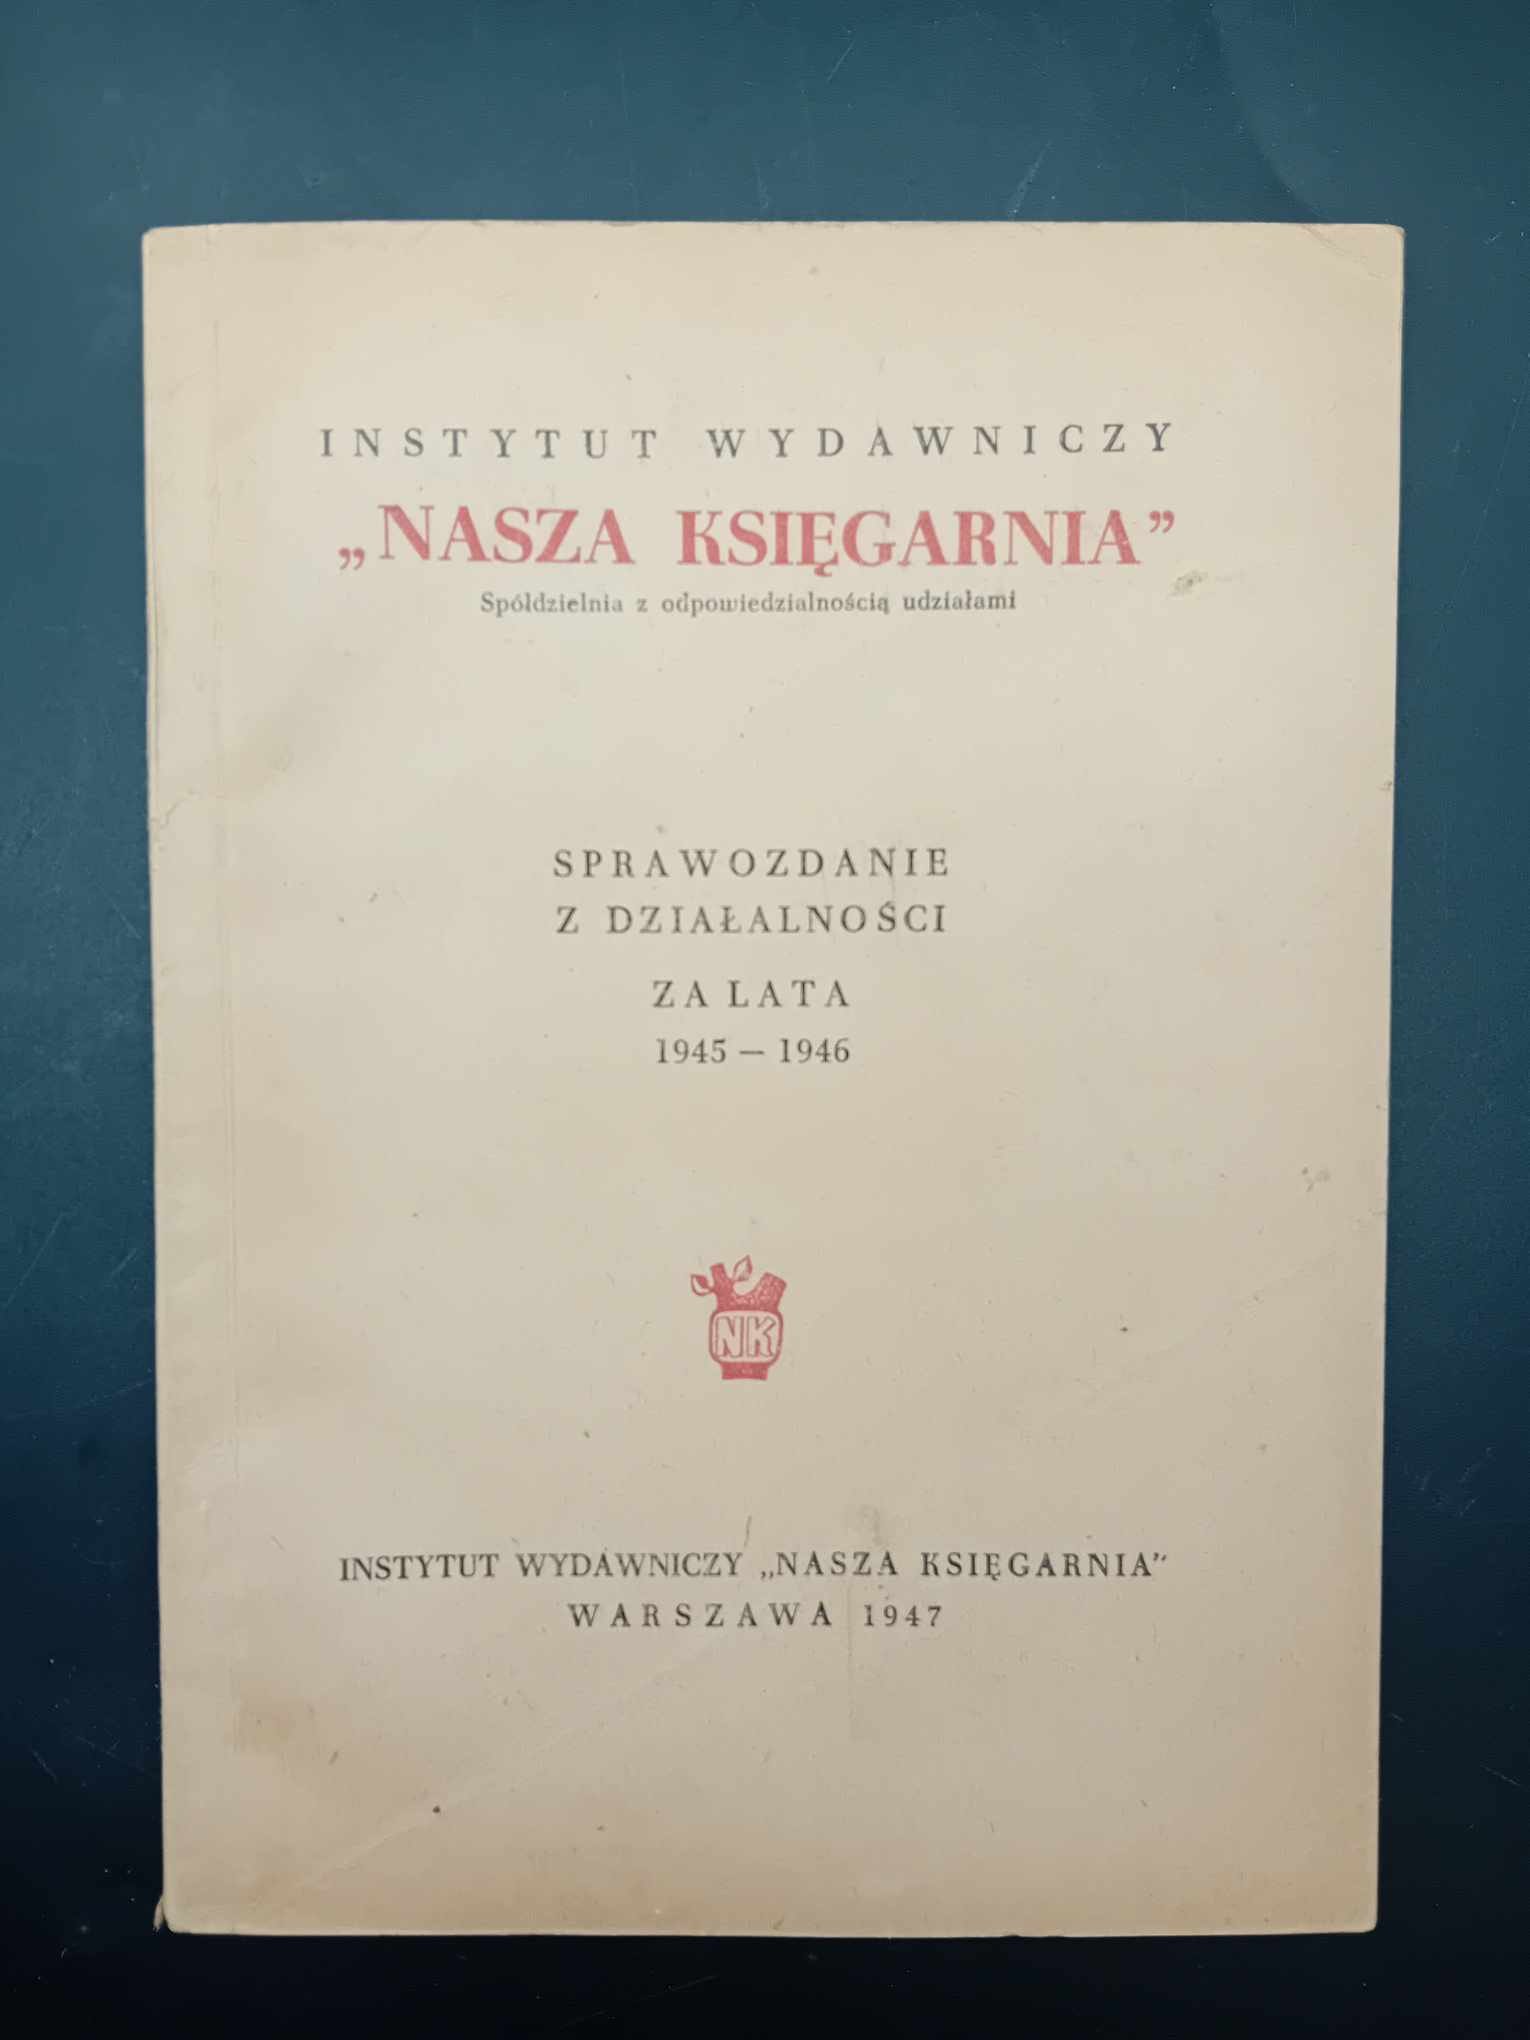 INSTYTUT WYDAWNICZY
„NASZA KSIĘGARNIA”
Spółdzielnia z odpowiedzialnością udziałami
SPRAWOZDANIE
Z DZIAŁALNOŚCI
ZA LATA
1945 — 1946
NK
INSTYTUT WYDAWNICZY „NASZA KSIĘGARNIA”
WARSZAWA 1947